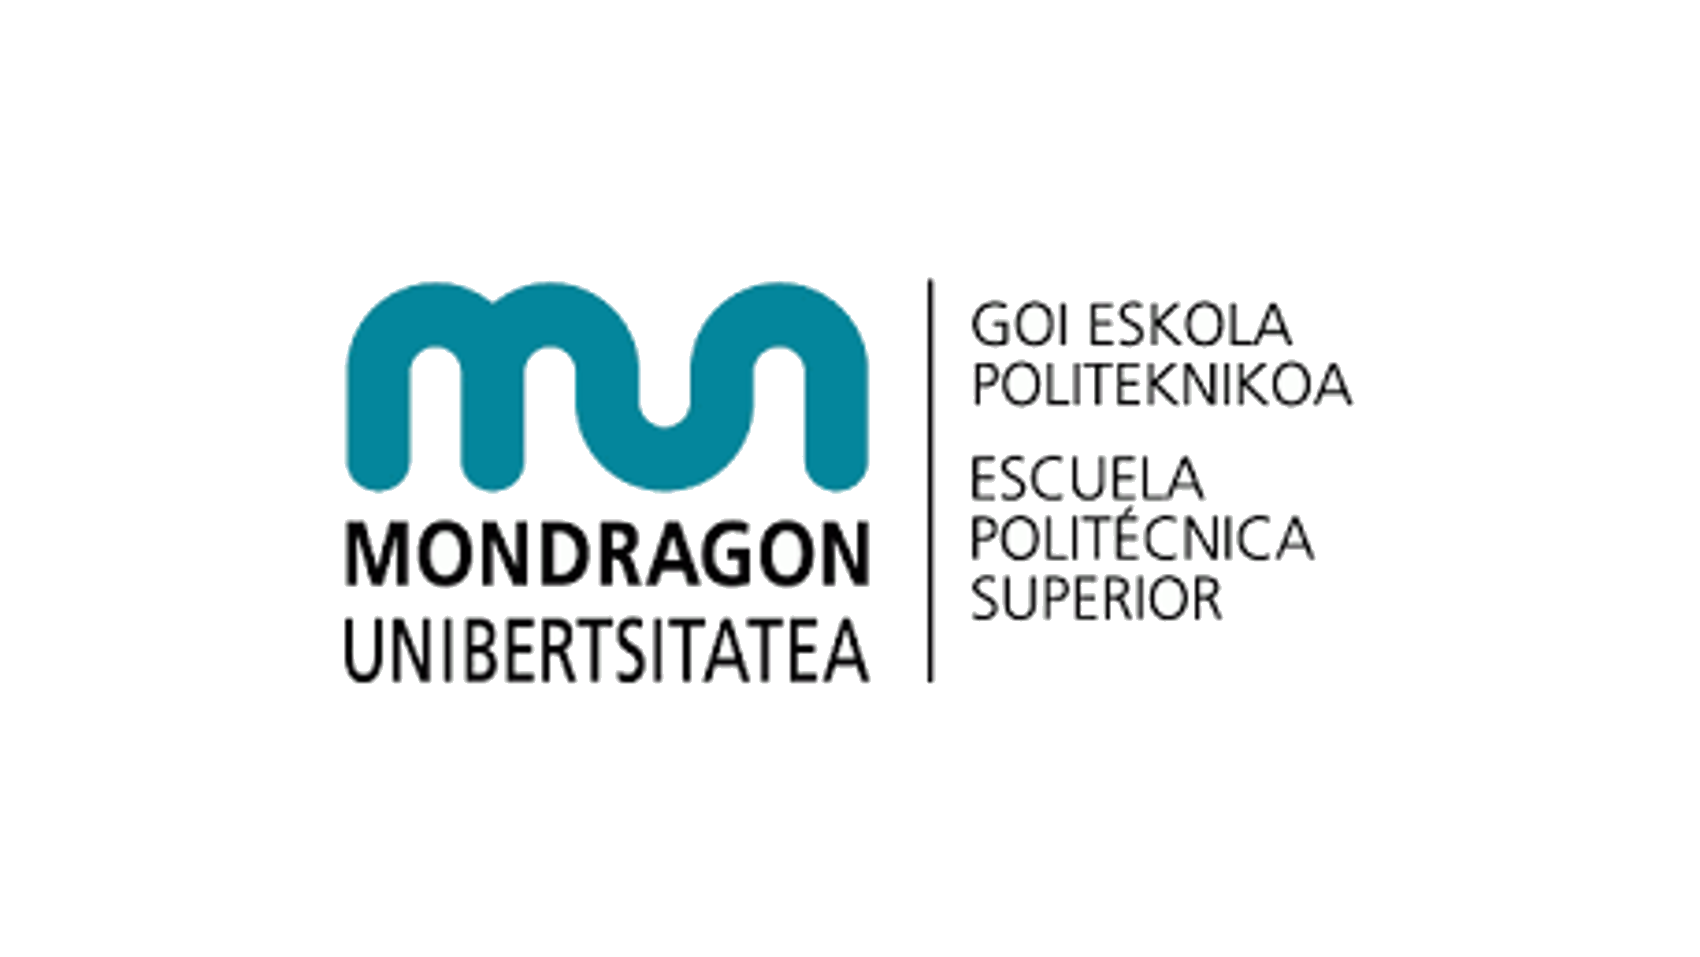 MONDRAGON
UNIBERTSITATEA
GOI ESKOLA
POLITEKNIKOA
ESCUELA
POLITÉCNICA
SUPERIOR